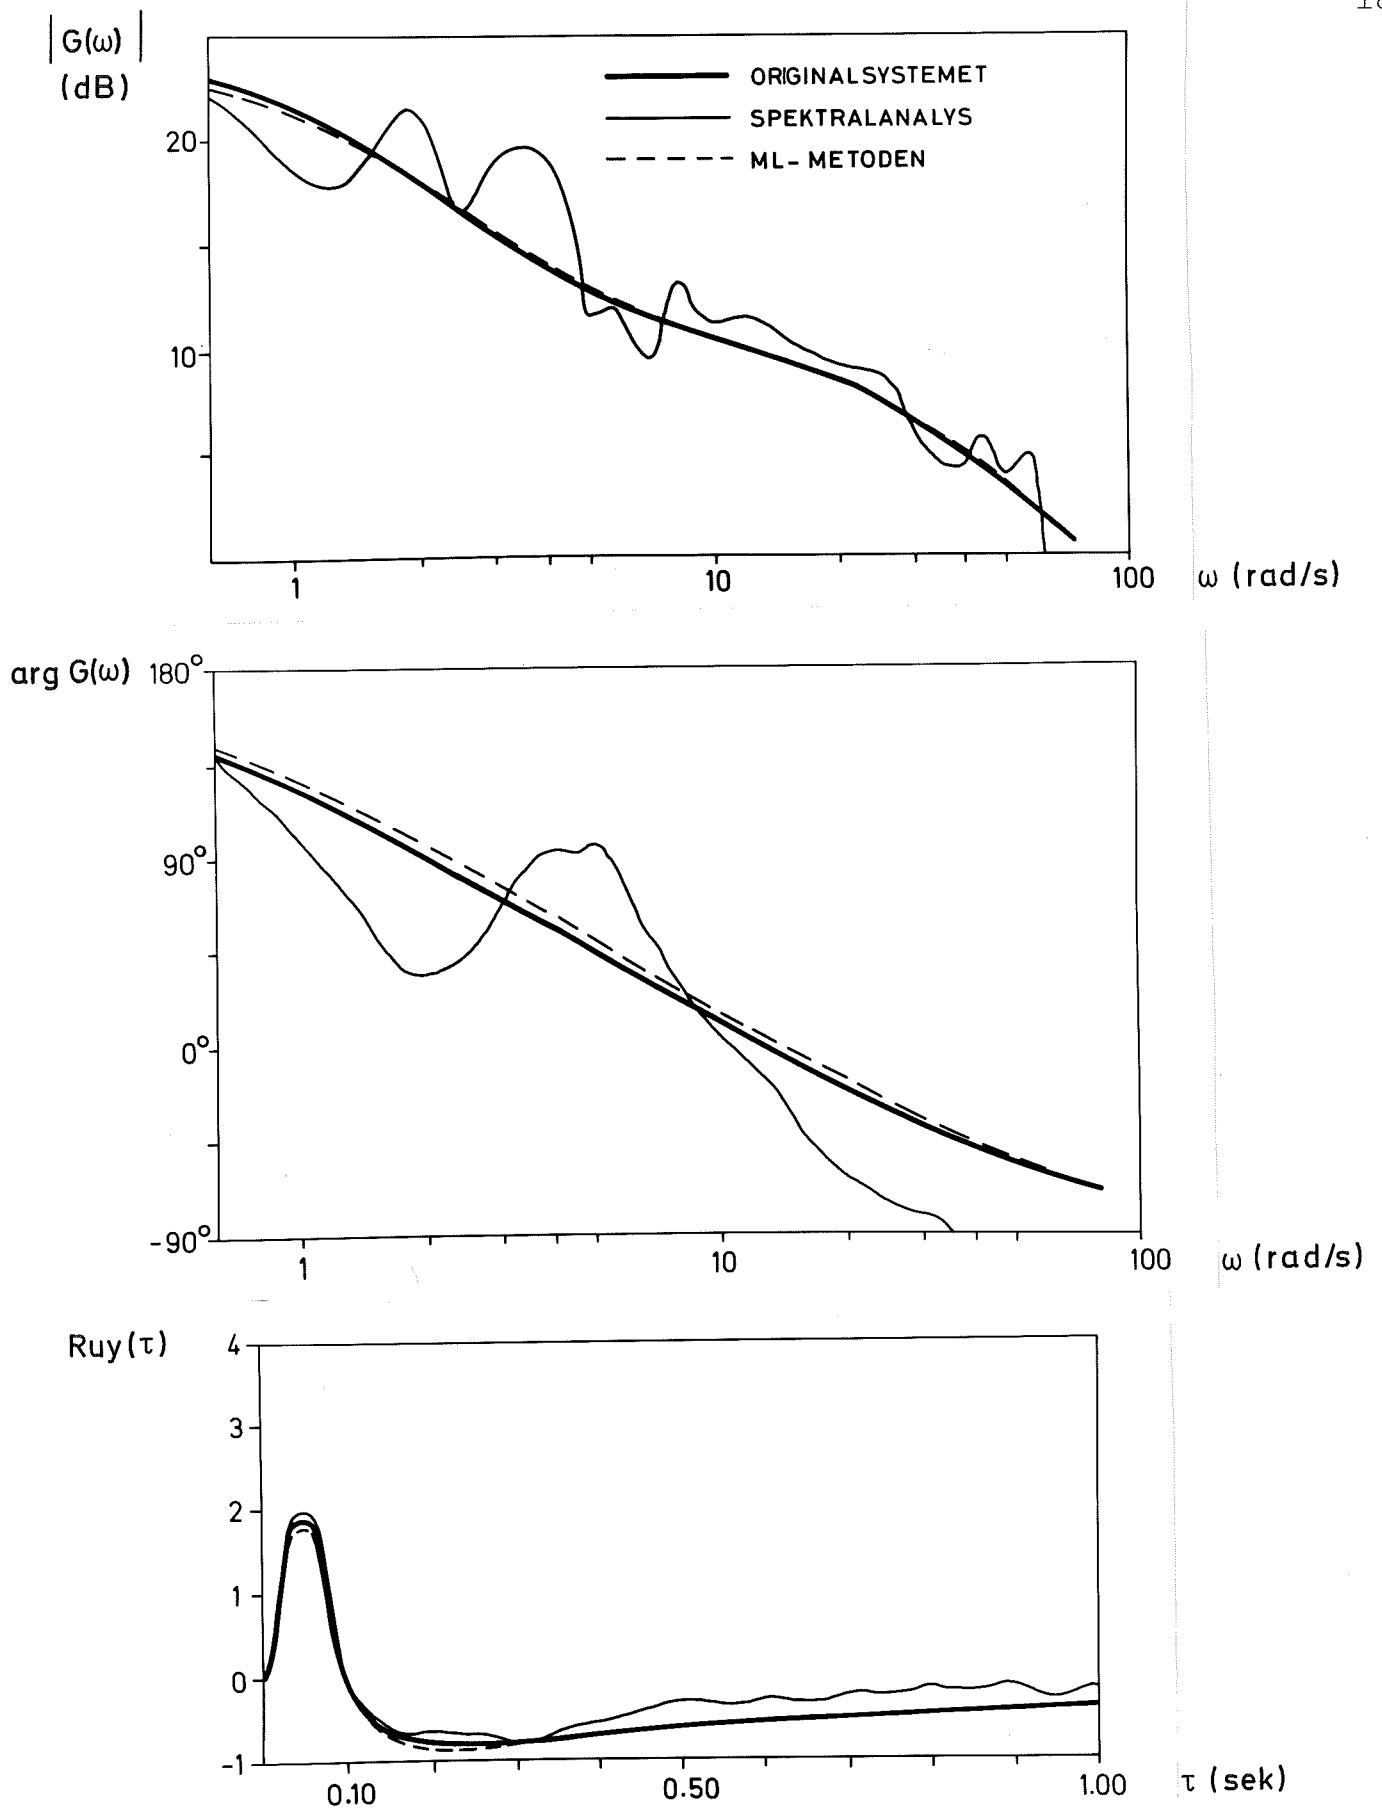 |G(ω)|
(dB)
ORIGINALSYSTEMET
SPEKTRALANALYS
ML-METODEN
20
10
1
10
100
ω (rad/s)
arg G(ω)
180°
90°
0°
-90°
1
10
100
ω (rad/s)
Ruy(τ)
4
3
2
1
0
-1
0.10
0.50
1.00
τ (sek)